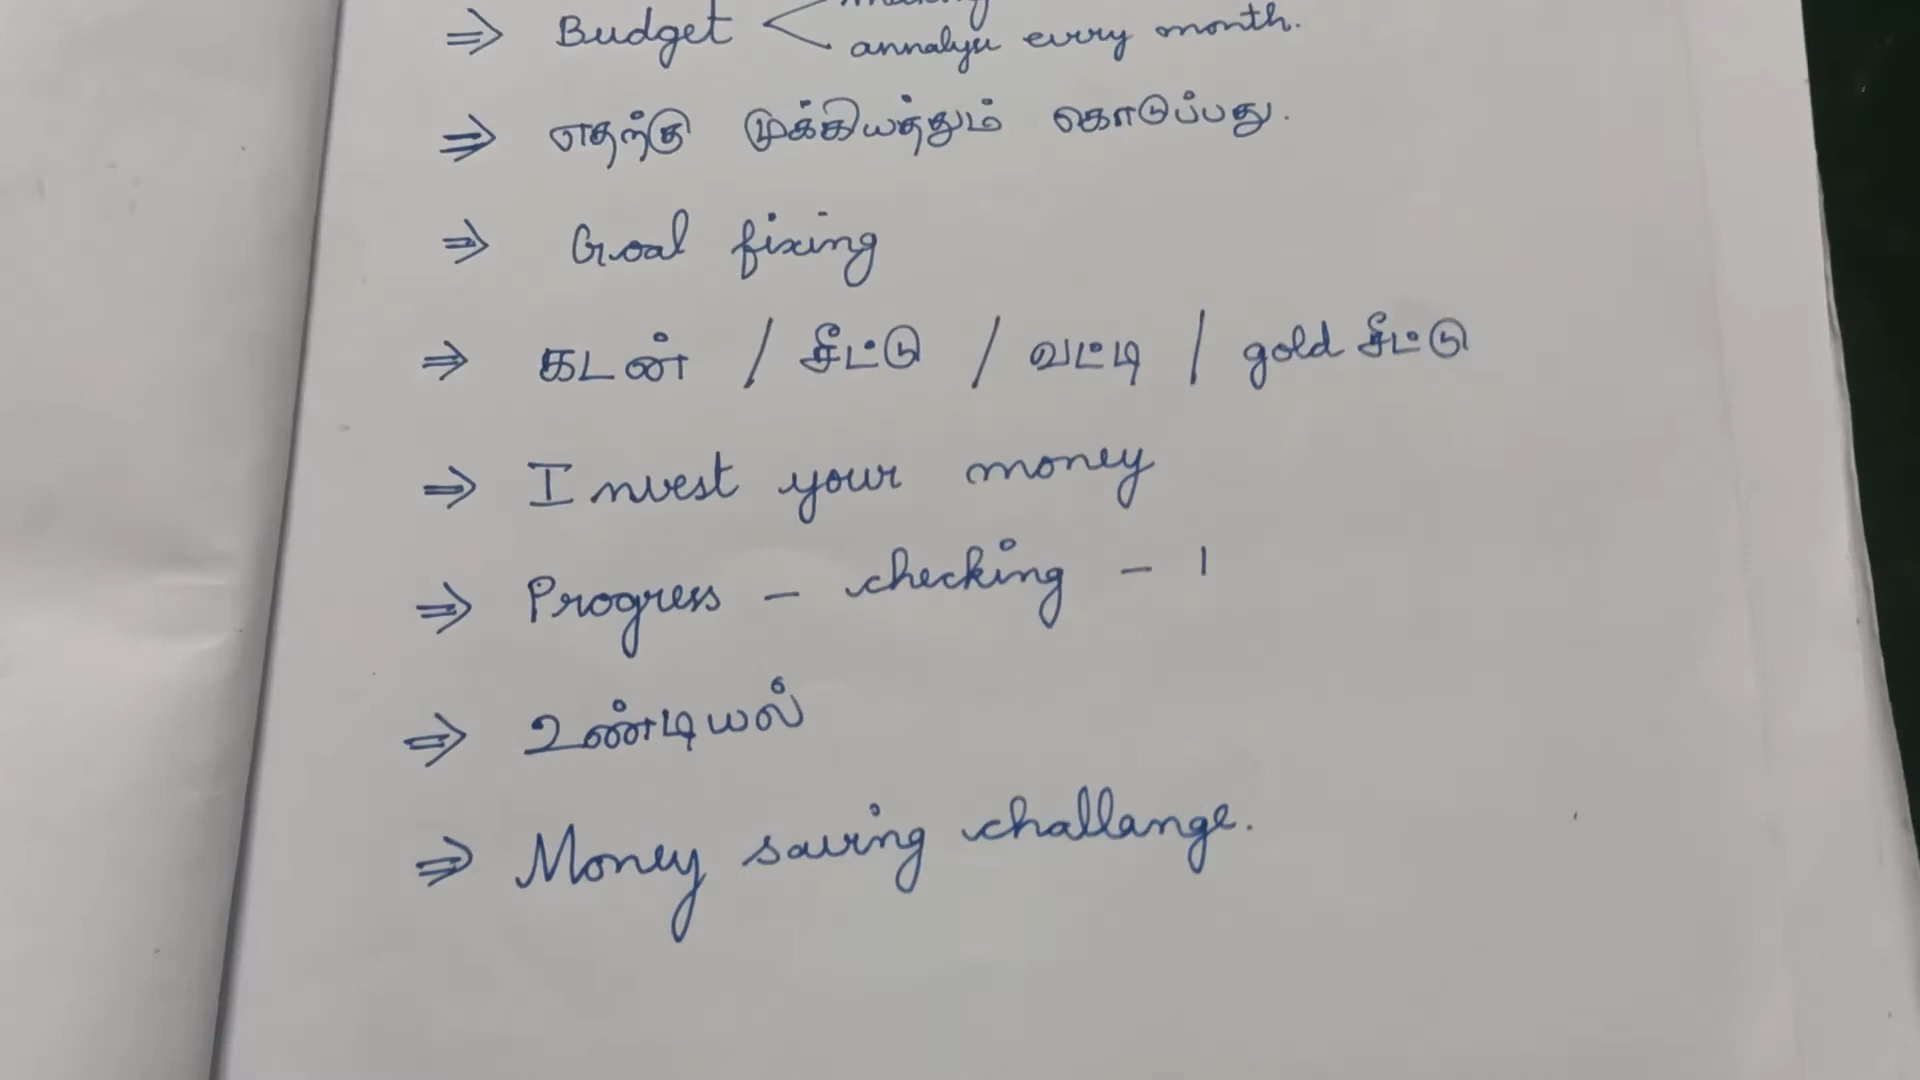 ⇒ Budget <
annalyse every month.
⇒ எதற்கு முக்கியத்தும் கொடுப்பது.
⇒ Goal fixing
⇒ கடன் / சீட்டு / வட்டி / gold சீட்டு
⇒ Invest your money
⇒ Progress - checking - 1
⇒ உண்டியல்
⇒ Money saving challange.